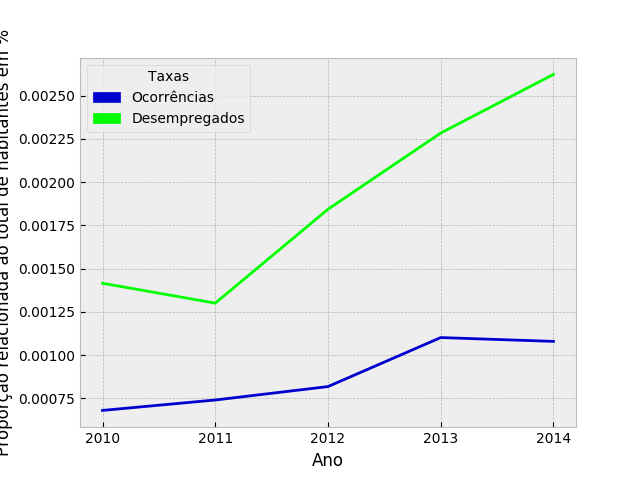 Proporção relacionada ao total de habitantes em %
0.00250
0.00225
0.00200
0.00175
0.00150
0.00125
0.00100
0.00075
Taxas
Ocorrências
Desempregados
2010 2011 2012 2013 2014
Ano